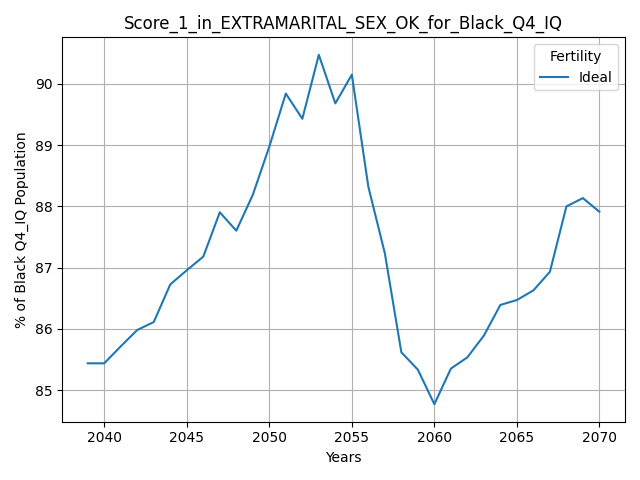 Score_1_in_EXTRAMARITAL_SEX_OK_for_Black_Q4_IQ
Fertility
Ideal
% of Black Q4_IQ Population
90
89
88
87
86
85
2040 2045 2050 2055 2060 2065 2070
Years